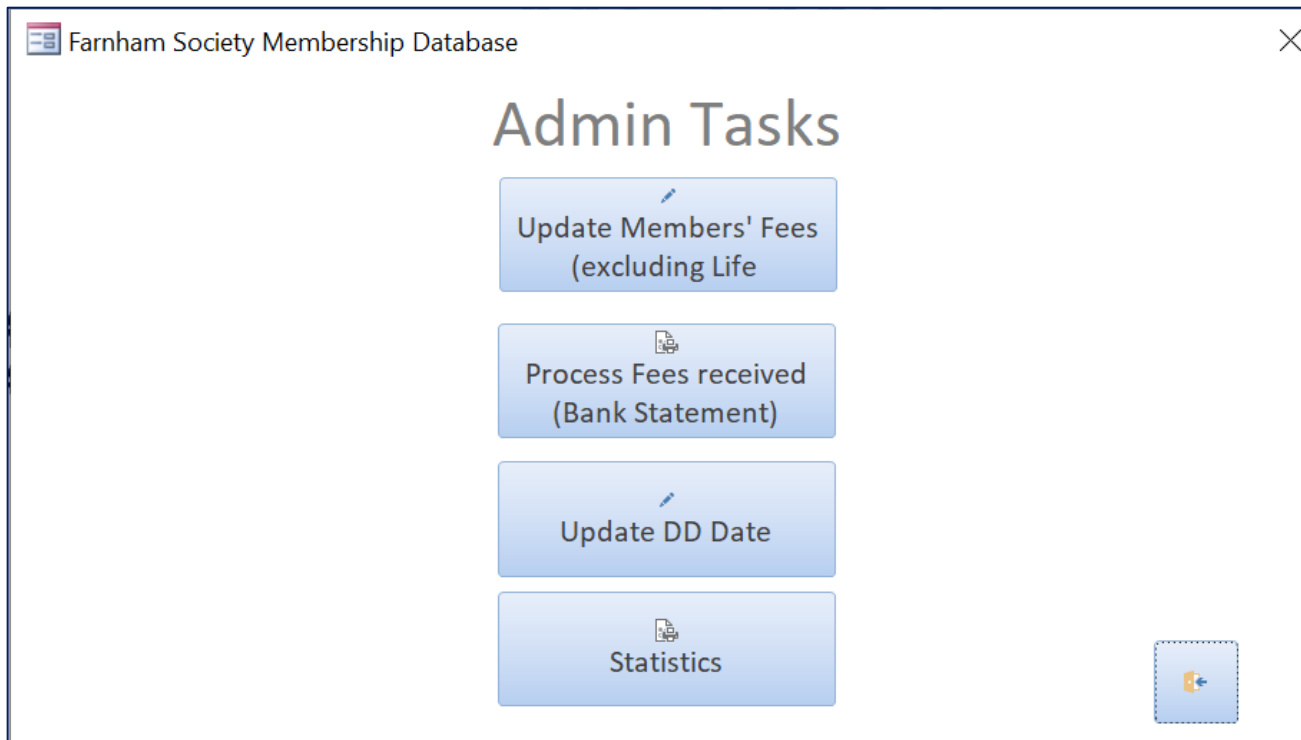 Farnham Society Membership Database
Admin Tasks
Update Members' Fees
(excluding Life
Process Fees received
(Bank Statement)
Update DD Date
Statistics